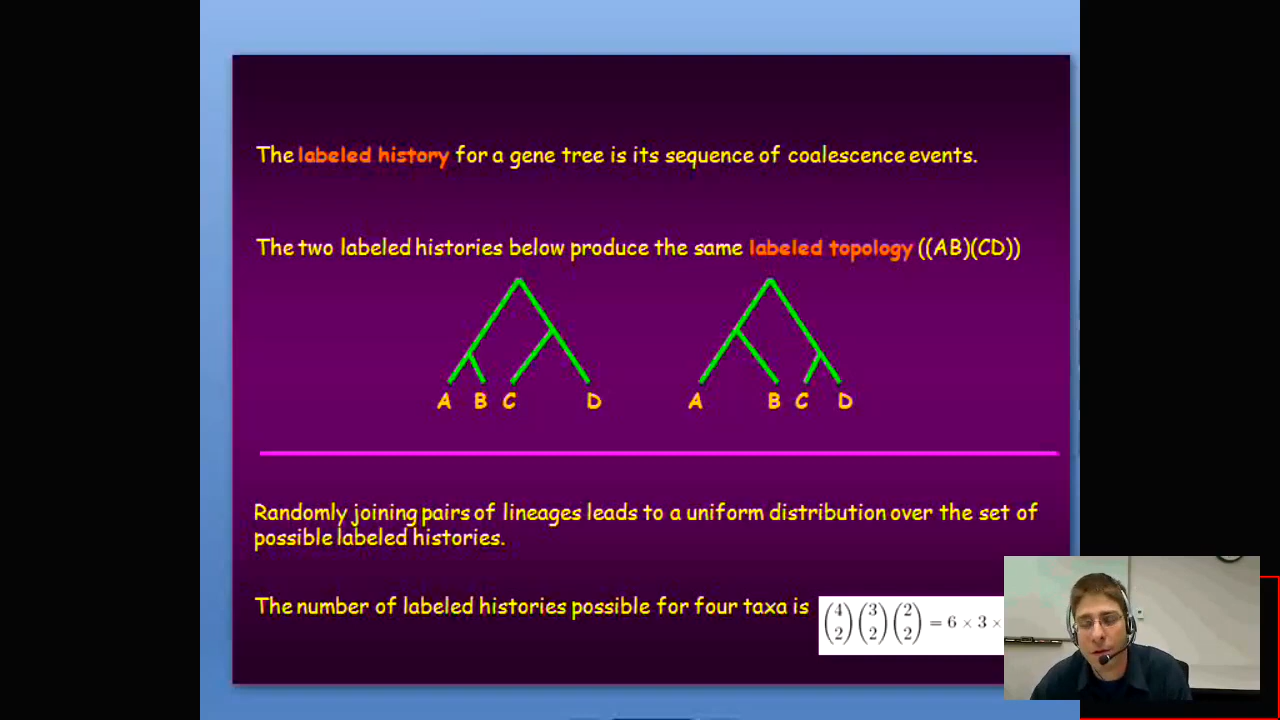 The labeled history for a gene tree is its sequence of coalescence events.
The two labeled histories below produce the same labeled topology ((AB)(CD))
A B C D A B C D
Randomly joining pairs of lineages leads to a uniform distribution over the set of
possible labeled histories.
The number of labeled histories possible for four taxa is (4 2) (3 2) (2 2) = 6 × 3 ×